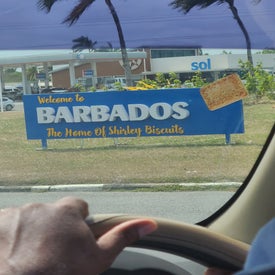 sol
Welcome to
BARBADOS
The Home Of Shirley Biscuits